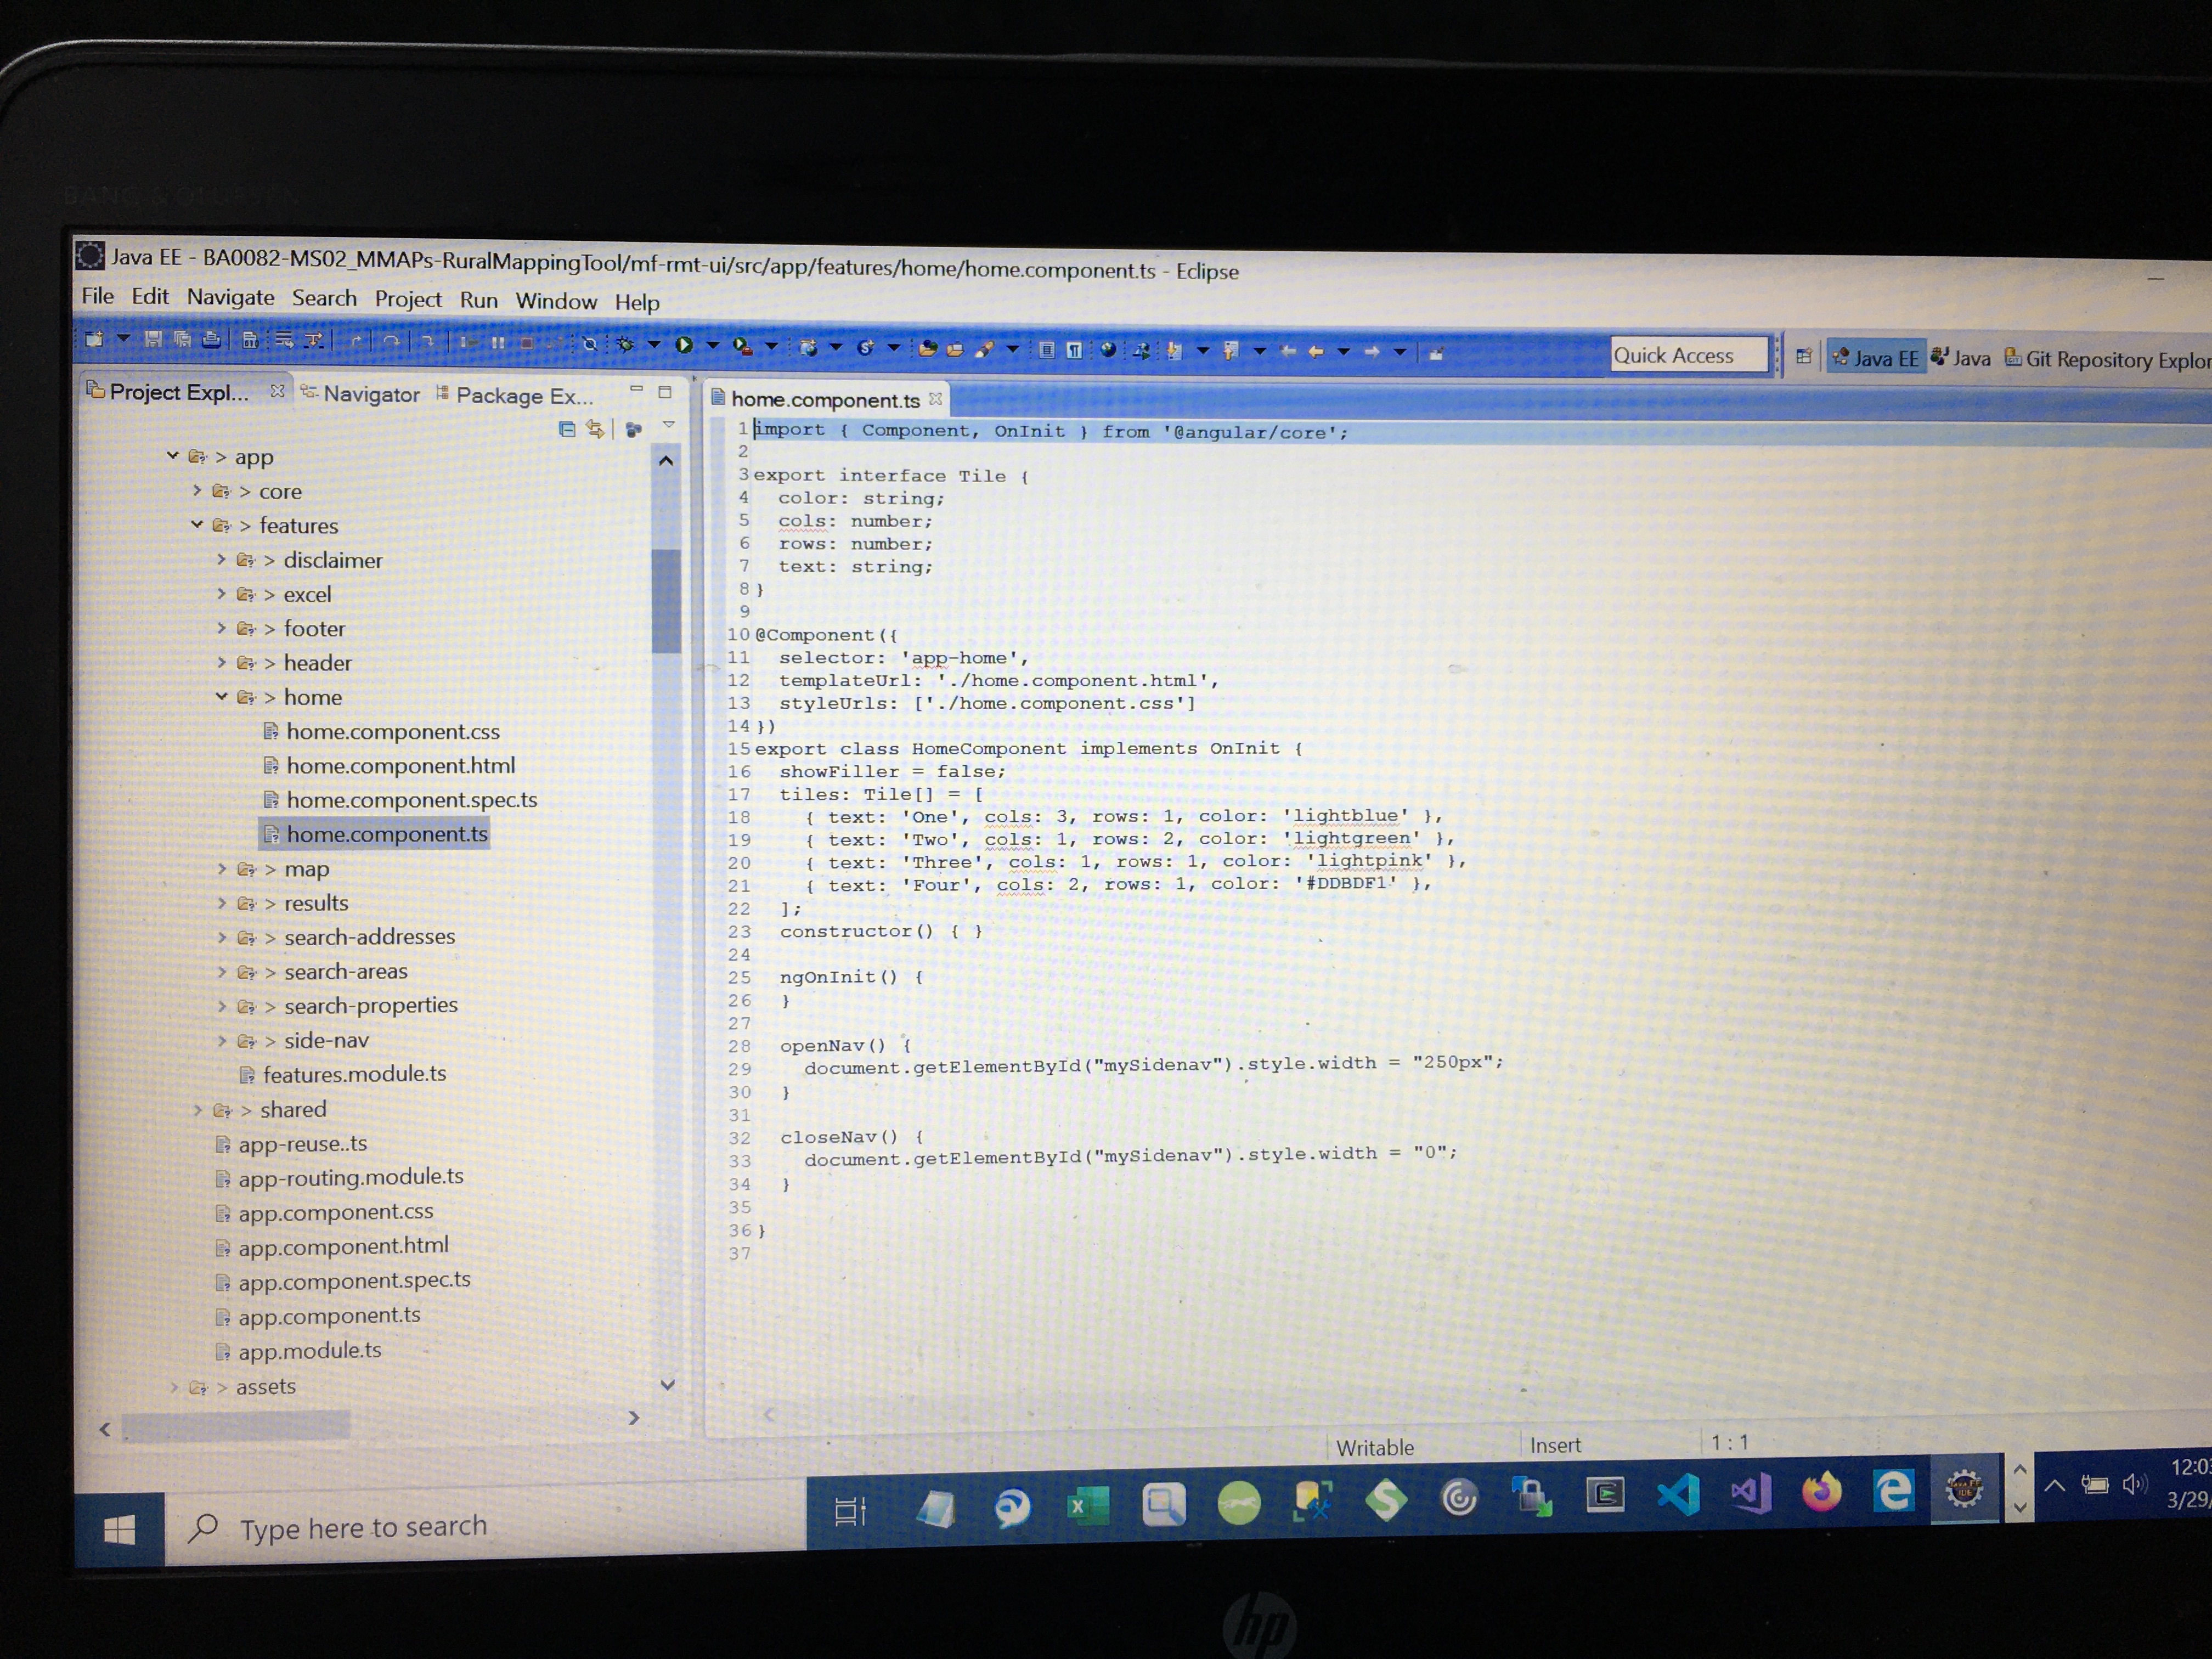 BANG & OLUFSEN
Java EE - BA0082-MS02_MMAPs-RuralMappingTool/mf-rmt-ui/src/app/features/home/home.component.ts - Eclipse
File Edit Navigate Search Project Run Window Help
Quick Access
Java EE Java Git Repository Explor
Project Expl... Navigator Package Ex...
> app
> core
> features
> disclaimer
> excel
> footer
> header
> home
home.component.css
home.component.html
home.component.spec.ts
home.component.ts
> map
> results
> search-addresses
> search-areas
> search-properties
> side-nav
features.module.ts
> shared
app-reuse..ts
app-routing.module.ts
app.component.css
app.component.html
app.component.spec.ts
app.component.ts
app.module.ts
> assets
home.component.ts
1 import { Component, OnInit } from '@angular/core';
2
3 export interface Tile {
4   color: string;
5   cols: number;
6   rows: number;
7   text: string;
8 }
9
10 @Component({
11   selector: 'app-home',
12   templateUrl: './home.component.html',
13   styleUrls: ['./home.component.css']
14 })
15 export class HomeComponent implements OnInit {
16   showFiller = false;
17   tiles: Tile[] = [
18     { text: 'One', cols: 3, rows: 1, color: 'lightblue' },
19     { text: 'Two', cols: 1, rows: 2, color: 'lightgreen' },
20     { text: 'Three', cols: 1, rows: 1, color: 'lightpink' },
21     { text: 'Four', cols: 2, rows: 1, color: '#DDBDF1' },
22   ];
23   constructor() { }
24
25   ngOnInit() {
26   }
27
28   openNav() {
29     document.getElementById("mySidenav").style.width = "250px";
30   }
31
32   closeNav() {
33     document.getElementById("mySidenav").style.width = "0";
34   }
35
36 }
37
Writable Insert 1 : 1
Type here to search
12:03
3/29/
hp